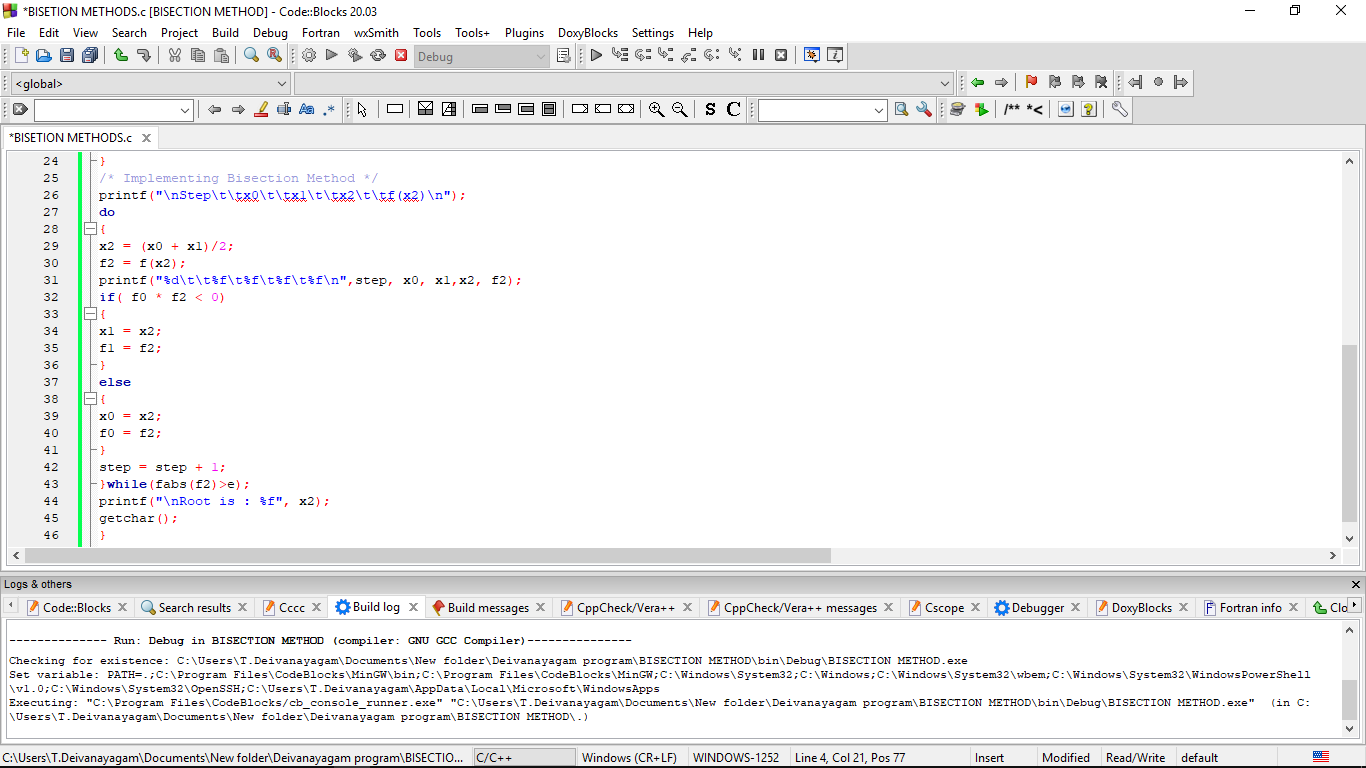 *BISETION METHODS.c [BISECTION METHOD] - Code::Blocks 20.03
File Edit View Search Project Build Debug Fortran wxSmith Tools Tools+ Plugins DoxyBlocks Settings Help
Debug
<global>
Aa .* S C /** *<
*BISETION METHODS.c
24 }
25 /* Implementing Bisection Method */
26 printf("\nStep\t\tx0\t\tx1\t\tx2\t\tf(x2)\n");
27 do
28 {
29 x2 = (x0 + x1)/2;
30 f2 = f(x2);
31 printf("%d\t\t%f\t%f\t%f\t%f\n",step, x0, x1,x2, f2);
32 if( f0 * f2 < 0)
33 {
34 x1 = x2;
35 f1 = f2;
36 }
37 else
38 {
39 x0 = x2;
40 f0 = f2;
41 }
42 step = step + 1;
43 }while(fabs(f2)>e);
44 printf("\nRoot is : %f", x2);
45 getchar();
46 }
Logs & others
Code::Blocks Search results Cccc Build log Build messages CppCheck/Vera++ CppCheck/Vera++ messages Cscope Debugger DoxyBlocks Fortran info Clo
-------------- Run: Debug in BISECTION METHOD (compiler: GNU GCC Compiler)---------------
Checking for existence: C:\Users\T.Deivanayagam\Documents\New folder\Deivanayagam program\BISECTION METHOD\bin\Debug\BISECTION METHOD.exe
Set variable: PATH=.;C:\Program Files\CodeBlocks\MinGW\bin;C:\Program Files\CodeBlocks\MinGW;C:\Windows\System32;C:\Windows;C:\Windows\System32\wbem;C:\Windows\System32\WindowsPowerShell
\v1.0;C:\Windows\System32\OpenSSH;C:\Users\T.Deivanayagam\AppData\Local\Microsoft\WindowsApps
Executing: "C:\Program Files\CodeBlocks/cb_console_runner.exe" "C:\Users\T.Deivanayagam\Documents\New folder\Deivanayagam program\BISECTION METHOD\bin\Debug\BISECTION METHOD.exe"  (in C:
\Users\T.Deivanayagam\Documents\New folder\Deivanayagam program\BISECTION METHOD\.)
C:\Users\T.Deivanayagam\Documents\New folder\Deivanayagam program\BISECTIO... C/C++ Windows (CR+LF) WINDOWS-1252 Line 4, Col 21, Pos 77 Insert Modified Read/Write default